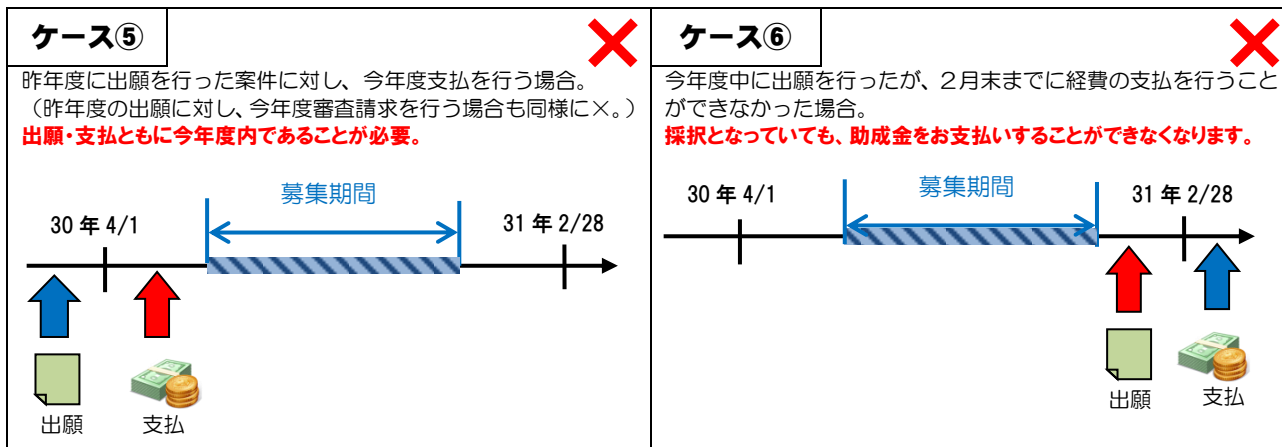 ケース⑤
昨年度に出願を行った案件に対し、今年度支払を行う場合。
（昨年度の出願に対し、今年度審査請求を行う場合も同様に×。）
出願・支払ともに今年度内であることが必要。
募集期間
30 年 4/1
31 年 2/28
出願
支払
ケース⑥
今年度中に出願を行ったが、２月末までに経費の支払を行うこと
ができなかった場合。
採択となっていても、助成金をお支払いすることができなくなります。
募集期間
30 年 4/1
31 年 2/28
出願
支払